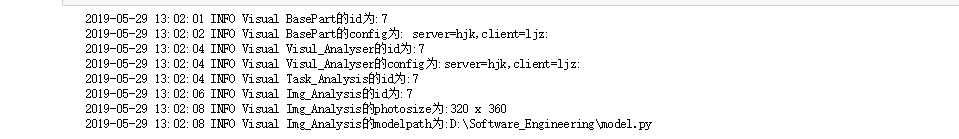 2019-05-29 13:02:01 INFO Visual BasePart的id为:7
2019-05-29 13:02:02 INFO Visual BasePart的config为: server=hjk,client=ljz:
2019-05-29 13:02:04 INFO Visual Visul_Analyser的id为:7
2019-05-29 13:02:04 INFO Visual Visul_Analyser的config为:server=hjk,client=ljz:
2019-05-29 13:02:04 INFO Visual Task_Analysis的id为:7
2019-05-29 13:02:06 INFO Visual Img_Analysis的id为:7
2019-05-29 13:02:08 INFO Visual Img_Analysis的photosize为:320 x 360
2019-05-29 13:02:08 INFO Visual Img_Analysis的modelpath为:D:\Software_Engineering\model.py